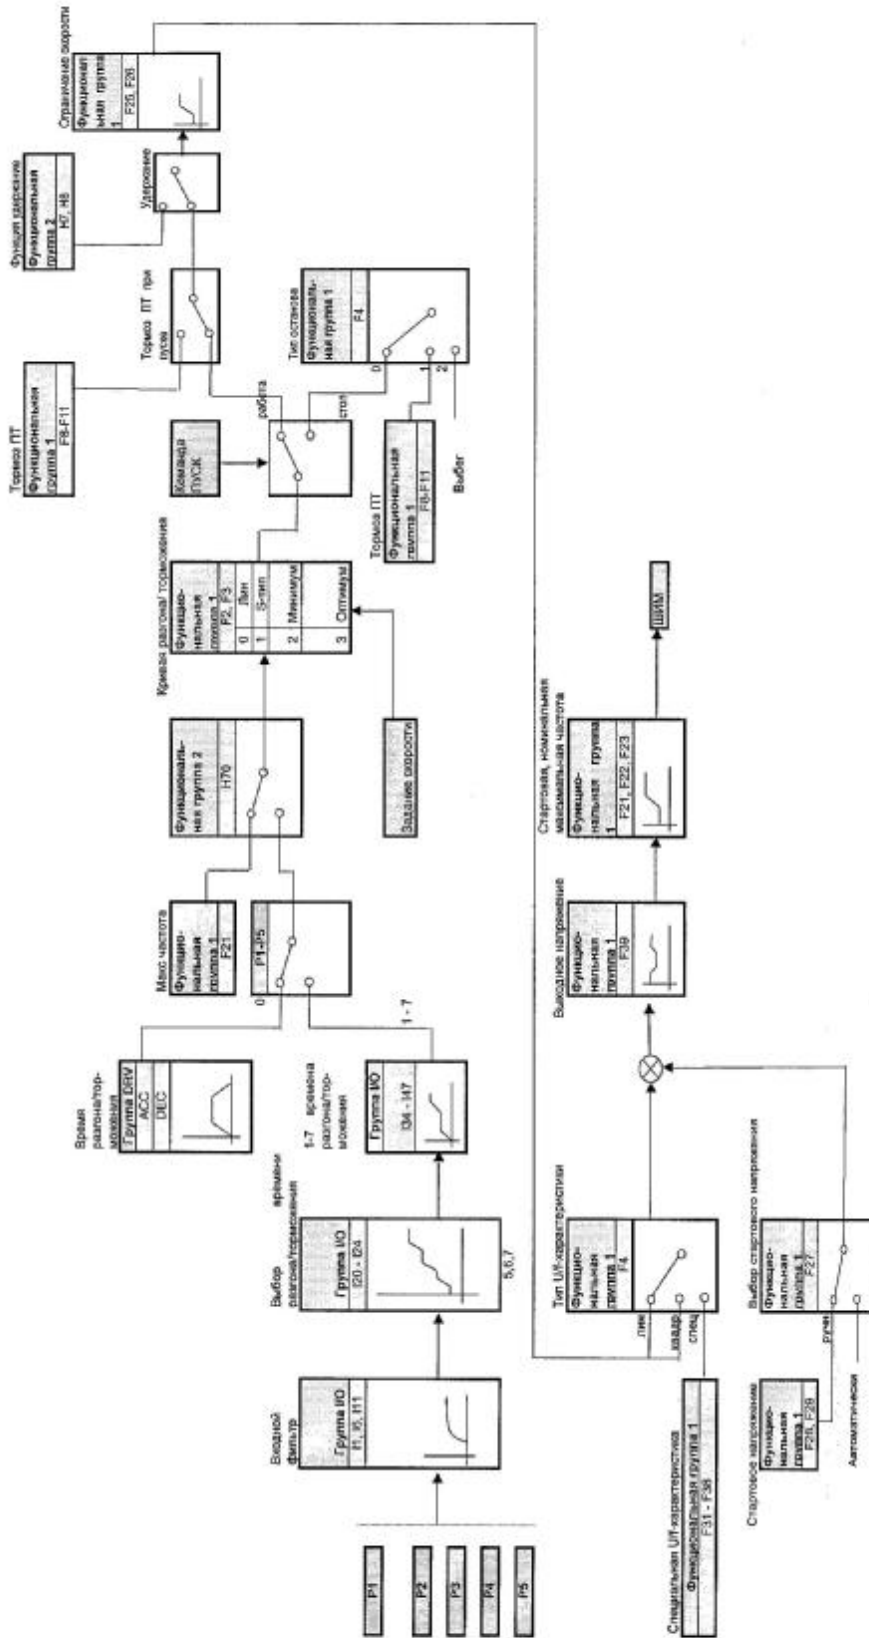 P1
P2
P3
P4
P5
Входной
фильтр
Группа I/O
I1, I6, I11
Выбор времени
разгона/торможения
Группа I/O
I20 - I24
5,6,7
Время
разгона/тор-
можения
Группа DRV
ACC
DEC
1-7 времена
разгона/тор-
можения
Группа I/O
I34 - I47
1 - 7
0
P1-P5
Макс частота
Функцио-
нальная
группа 1
F21
Функциональ-
ная группа 2
H70
Задание скорости
Кривая разгона/ торможения
Функцио-
нальная
группа 1
F2, F3
0 Лин
1 S-тип
2 Минимум
3 Оптимум
Команда
ПУСК
работа
стоп
Тормоз ПТ
Функциональная
группа 1
F8-F11
Тормоз ПТ при
пуске
Тормоз ПТ
Функциональная
группа 1
F8-F11
Выбег
Тип останова
Функциональ-
ная группа 1
F4
0
1
2
Функция удержание
Функциональная
группа 2
H7, H8
Удержание
Ограничение скорости
Функционал
ьная группа
1
F25, F26
Специальная U/f-характеристика
Функциональная группа 1
F31 - F38
Тип U/f-характеристики
Функцио-
нальная
группа 1
F4
лин
квадр
спец
Стартовое напряжение
Функцио-
нальная
группа 1
F28, F29
Автоматически
Выбор стартового напряжения
Функцио-
нальная
группа 1
F27
ручн
Выходное напряжение
Функцио-
нальная
группа 1
F39
Стартовая, номинальная
максимальная частота
Функцио-
нальная группа
1
F21, F22, F23
ШИМ